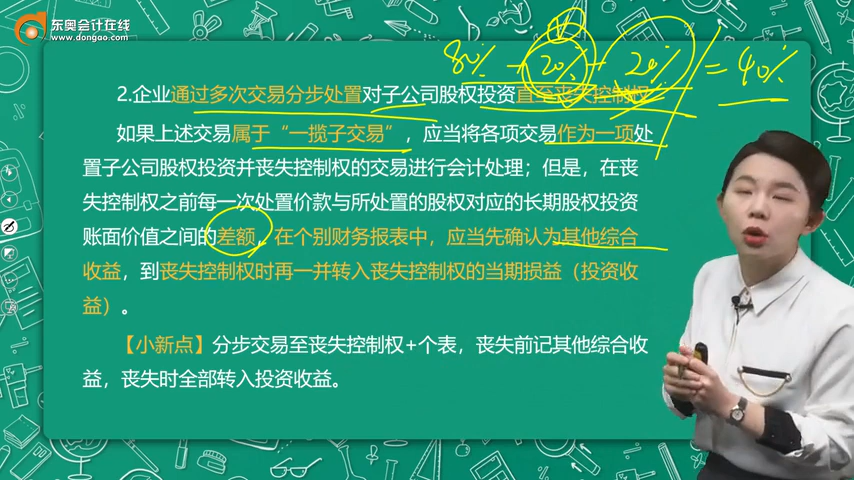 东奥会计在线
www.dongao.com
80% - 20% - 20% = 40%
2.企业通过多次交易分步处置对子公司股权投资直至丧失控制权
如果上述交易属于“一揽子交易”，应当将各项交易作为一项处
置子公司股权投资并丧失控制权的交易进行会计处理；但是，在丧
失控制权之前每一次处置价款与所处置的股权对应的长期股权投资
账面价值之间的差额，在个别财务报表中，应当先确认为其他综合
收益，到丧失控制权时再一并转入丧失控制权的当期损益（投资收
益）。
【小新点】分步交易至丧失控制权+个表，丧失前记其他综合收
益，丧失时全部转入投资收益。